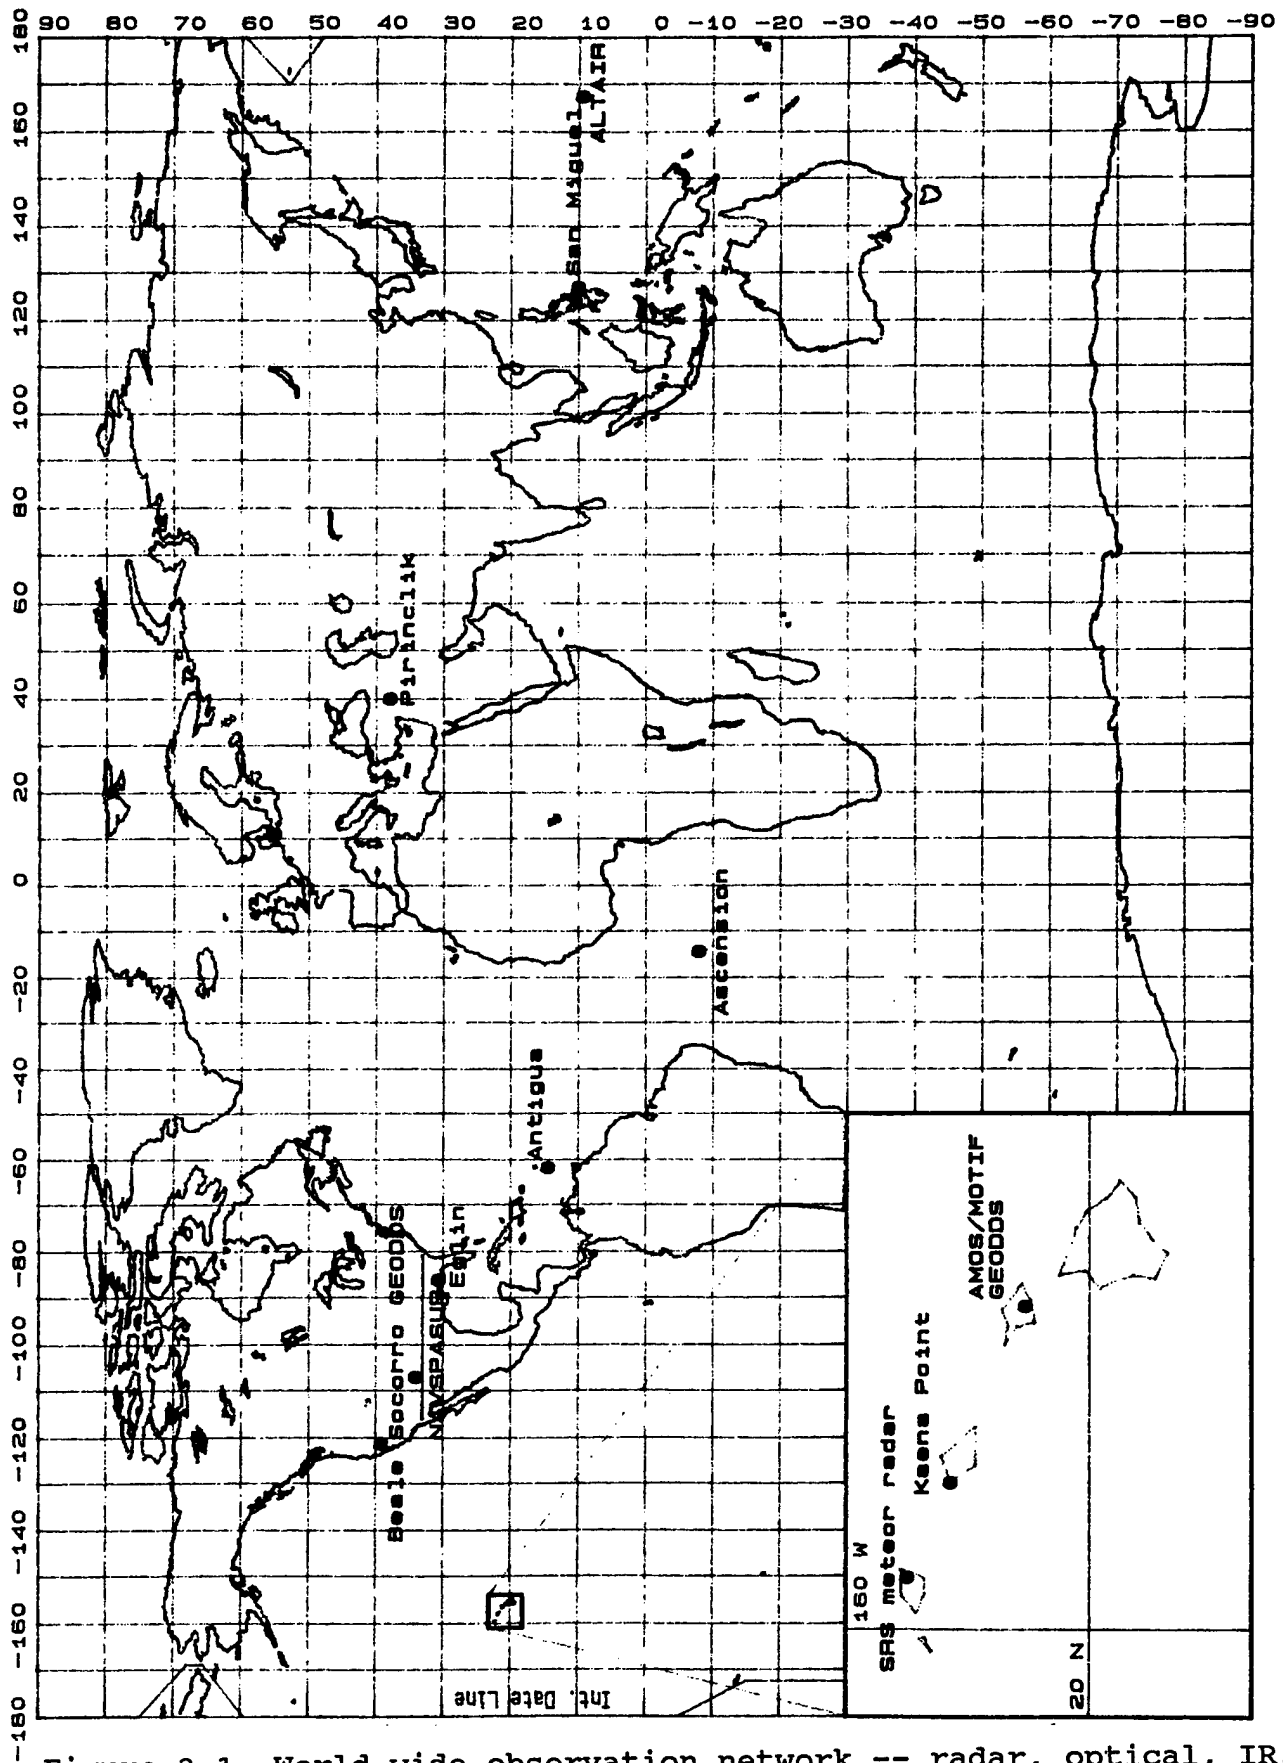 90 80 70 60 50 40 30 20 10 0 -10 -20 -30 -40 -50 -60 -70 -80 -90
180
160
140
120
100
80
60
40
20
0
-20
-40
-60
-80
-100
-120
-140
-160
-180
San Miguel
ALTAIR
Pirinclik
Ascension
Antigua
Eglin
NAVSPASUR
Socorro GEODDS
Beale
Int. Date Line
AMOS/MOTIF
GEODDS
Kaena Point
SRS meteor radar
160 W
20 N
World wide observation network -- radar, optical, IR